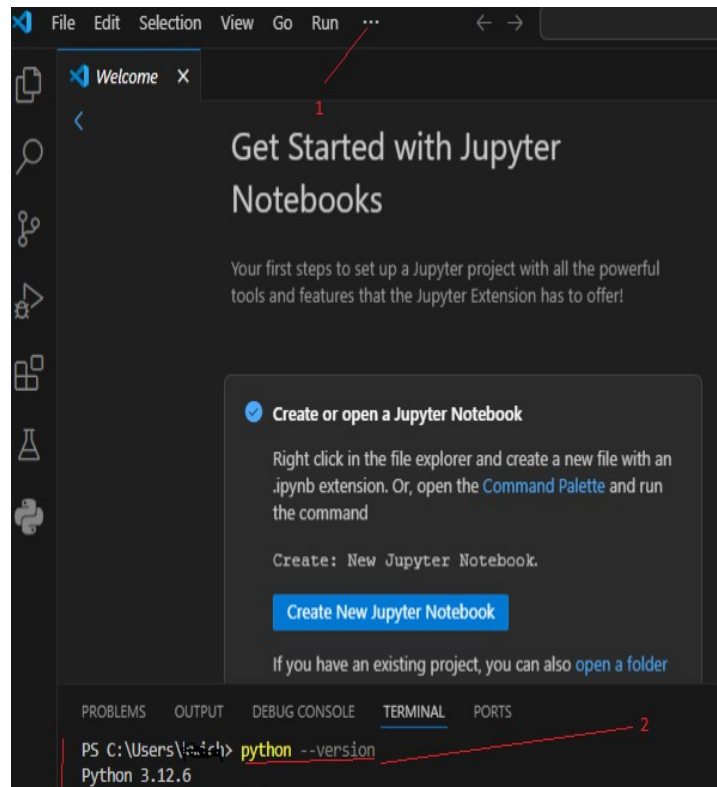 File Edit Selection View Go Run ...
Welcome
1
Get Started with Jupyter
Notebooks
Your first steps to set up a Jupyter project with all the powerful
tools and features that the Jupyter Extension has to offer!
Create or open a Jupyter Notebook
Right click in the file explorer and create a new file with an
.ipynb extension. Or, open the Command Palette and run
the command
Create: New Jupyter Notebook.
Create New Jupyter Notebook
If you have an existing project, you can also open a folder
PROBLEMS OUTPUT DEBUG CONSOLE TERMINAL PORTS
2
PS C:\Users\> python --version
Python 3.12.6